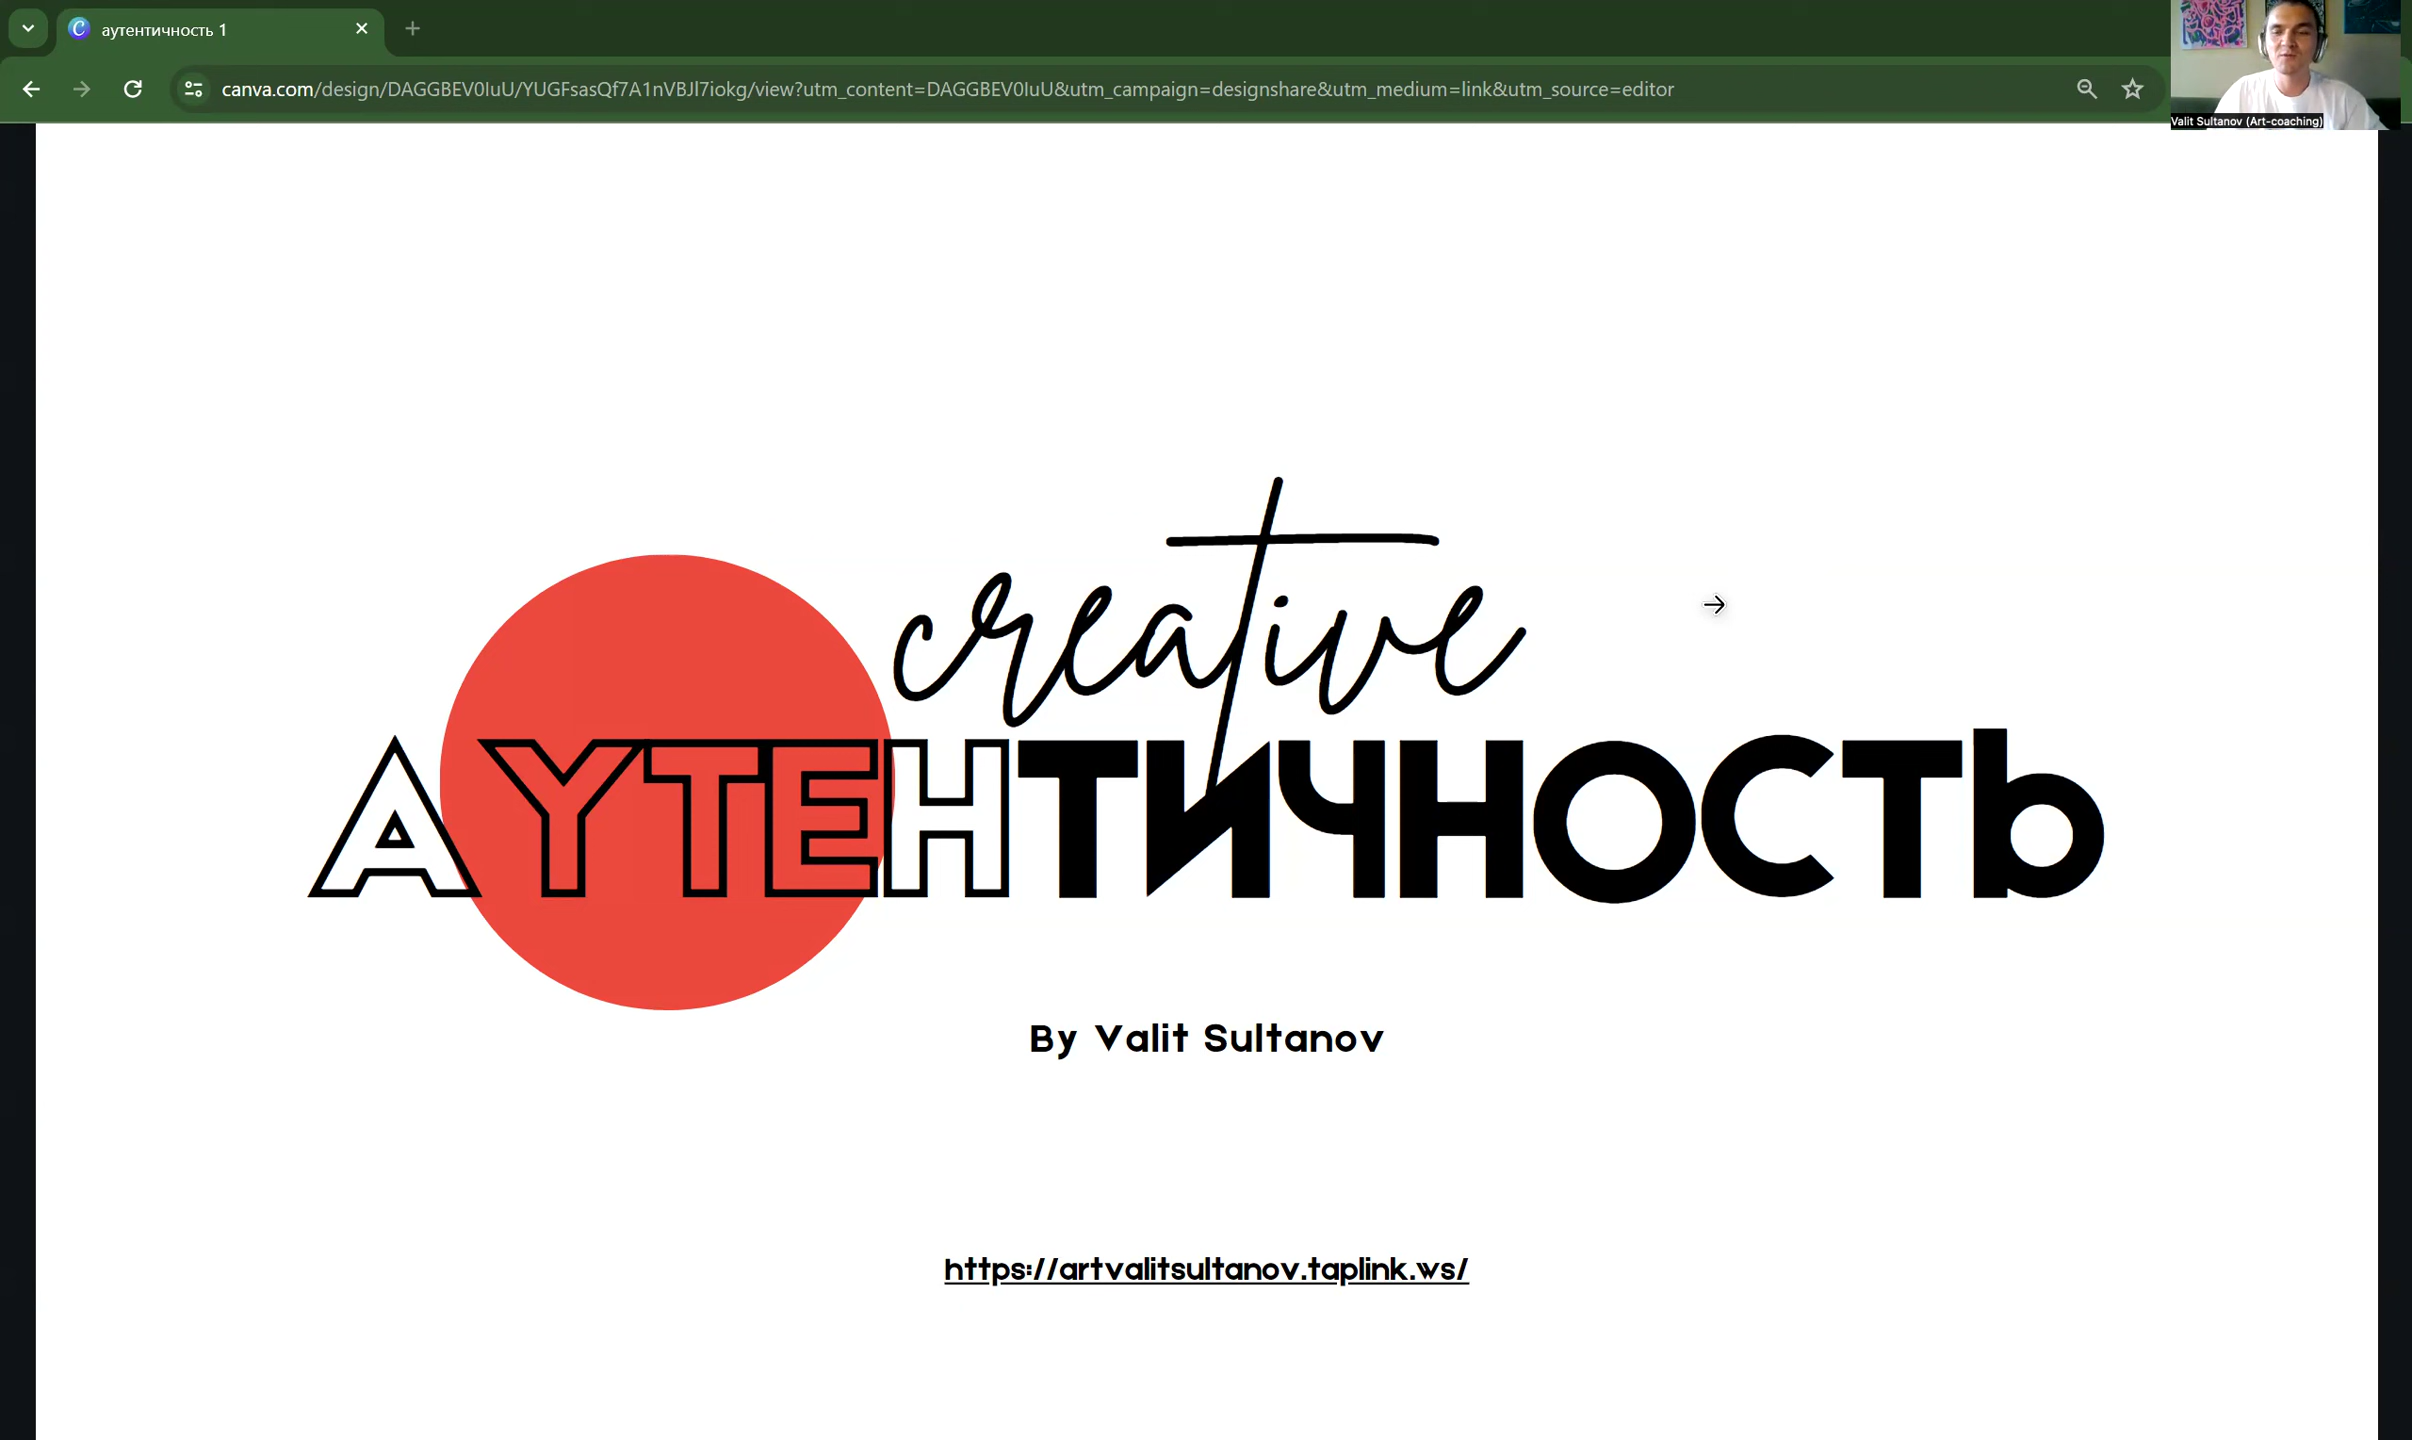 аутентичность 1
canva.com/design/DAGGBEV0IuU/YUGFsasQf7A1nVBJl7iokg/view?utm_content=DAGGBEV0IuU&utm_campaign=designshare&utm_medium=link&utm_source=editor
Valit Sultanov (Art-coaching)
creative
АУТЕНТИЧНОСТЬ
By Valit Sultanov
https://artvalitsultanov.taplink.ws/